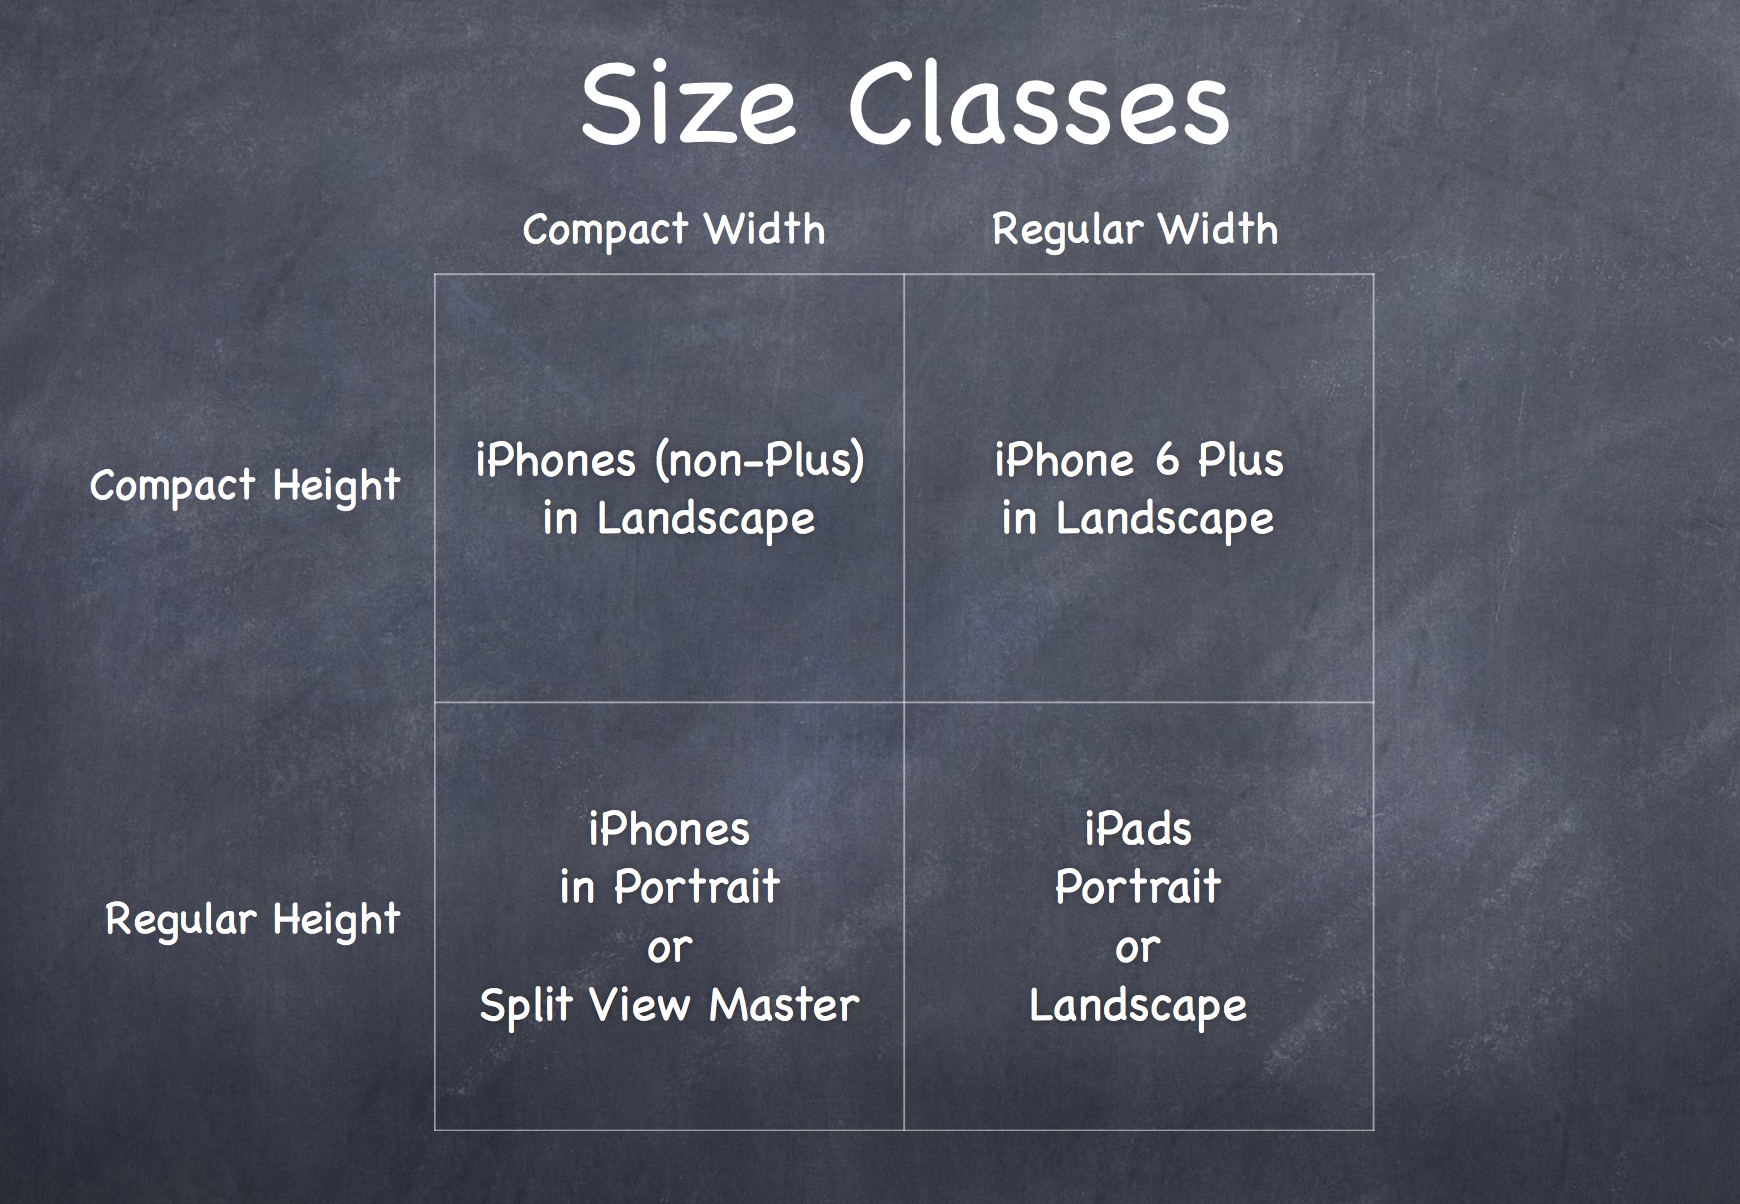 Size Classes
Compact Width
Regular Width
Compact Height
iPhones (non-Plus)
in Landscape
iPhone 6 Plus
in Landscape
Regular Height
iPhones
in Portrait
or
Split View Master
iPads
Portrait
or
Landscape